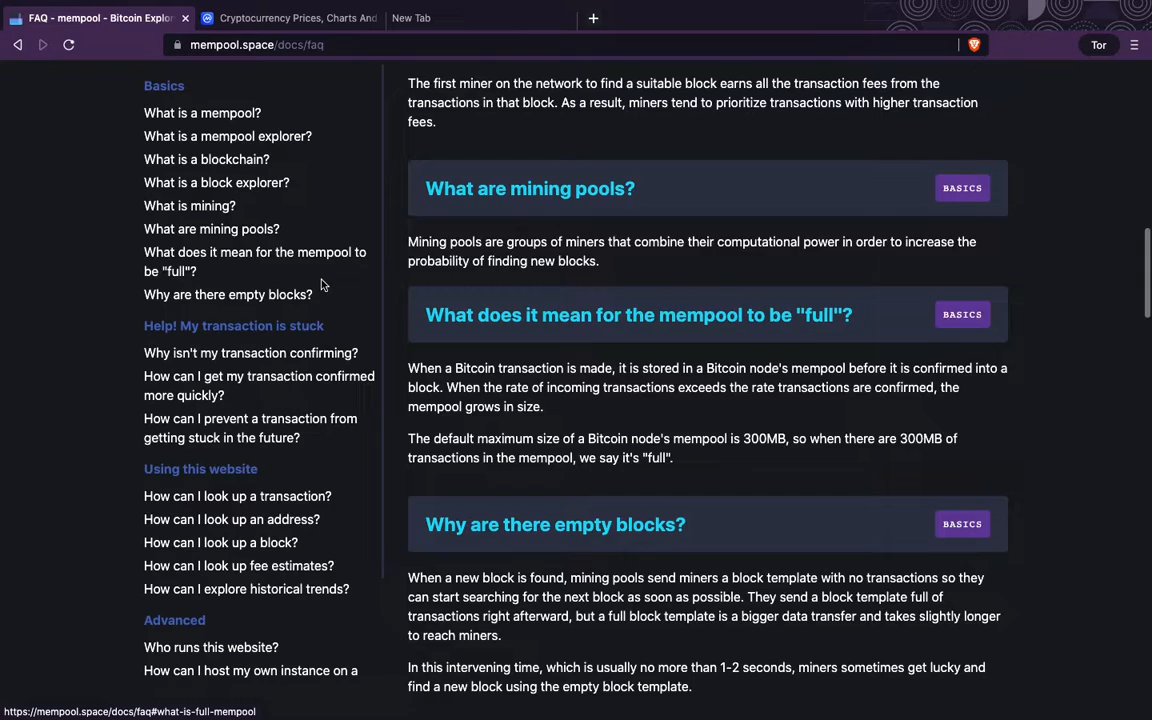 FAQ - mempool - Bitcoin Explor
Cryptocurrency Prices, Charts And
New Tab
mempool.space/docs/faq
Tor
Basics
What is a mempool?
What is a mempool explorer?
What is a blockchain?
What is a block explorer?
What is mining?
What are mining pools?
What does it mean for the mempool to
be "full"?
Why are there empty blocks?
Help! My transaction is stuck
Why isn't my transaction confirming?
How can I get my transaction confirmed
more quickly?
How can I prevent a transaction from
getting stuck in the future?
Using this website
How can I look up a transaction?
How can I look up an address?
How can I look up a block?
How can I look up fee estimates?
How can I explore historical trends?
Advanced
Who runs this website?
How can I host my own instance on a
The first miner on the network to find a suitable block earns all the transaction fees from the
transactions in that block. As a result, miners tend to prioritize transactions with higher transaction
fees.
What are mining pools?
BASICS
Mining pools are groups of miners that combine their computational power in order to increase the
probability of finding new blocks.
What does it mean for the mempool to be "full"?
BASICS
When a Bitcoin transaction is made, it is stored in a Bitcoin node's mempool before it is confirmed into a
block. When the rate of incoming transactions exceeds the rate transactions are confirmed, the
mempool grows in size.
The default maximum size of a Bitcoin node's mempool is 300MB, so when there are 300MB of
transactions in the mempool, we say it's "full".
Why are there empty blocks?
BASICS
When a new block is found, mining pools send miners a block template with no transactions so they
can start searching for the next block as soon as possible. They send a block template full of
transactions right afterward, but a full block template is a bigger data transfer and takes slightly longer
to reach miners.
In this intervening time, which is usually no more than 1-2 seconds, miners sometimes get lucky and
find a new block using the empty block template.
https://mempool.space/docs/faq#what-is-full-mempool